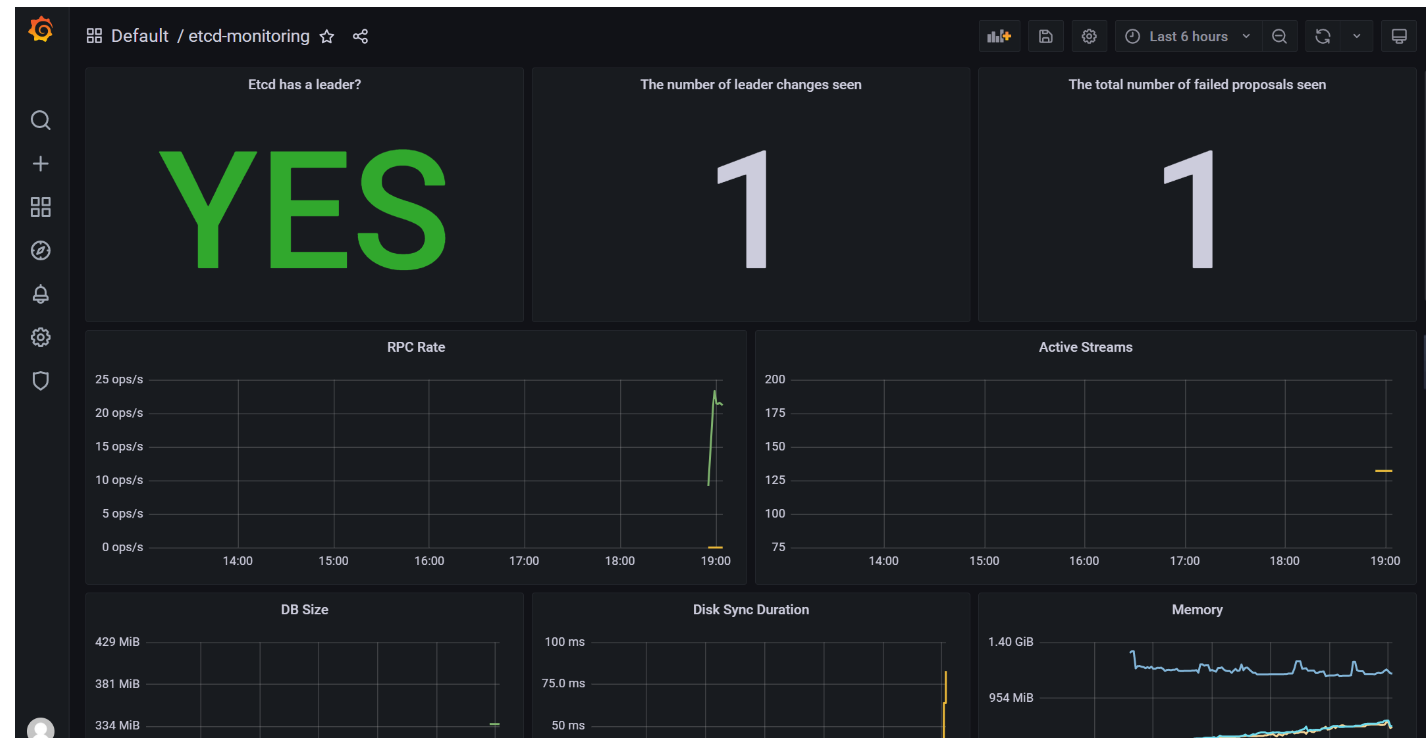 Default / etcd-monitoring
Last 6 hours
Etcd has a leader?
YES
The number of leader changes seen
1
The total number of failed proposals seen
1
RPC Rate
25 ops/s
20 ops/s
15 ops/s
10 ops/s
5 ops/s
0 ops/s
14:00 15:00 16:00 17:00 18:00 19:00
Active Streams
200
175
150
125
100
75
14:00 15:00 16:00 17:00 18:00 19:00
DB Size
429 MiB
381 MiB
334 MiB
Disk Sync Duration
100 ms
75.0 ms
50 ms
Memory
1.40 GiB
954 MiB